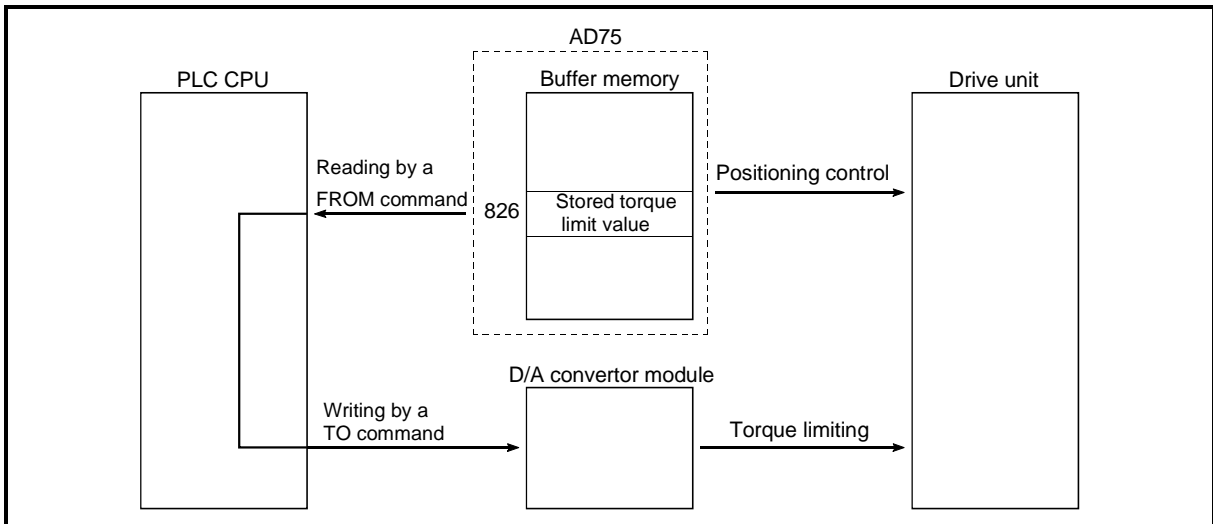 AD75
PLC CPU
Buffer memory
Drive unit
Reading by a
FROM command
826
Stored torque
limit value
Positioning control
D/A convertor module
Writing by a
TO command
Torque limiting